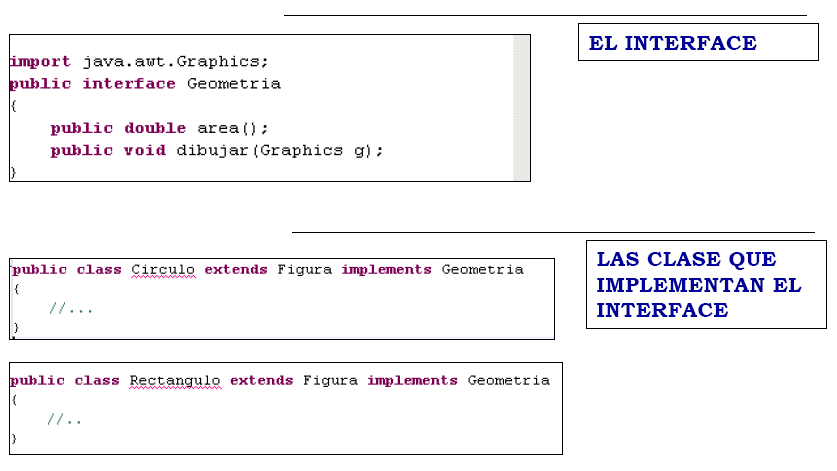 EL INTERFACE
import java.awt.Graphics;
public interface Geometria
{
    public double area();
    public void dibujar(Graphics g);
}
LAS CLASE QUE
IMPLEMENTAN EL
INTERFACE
public class Circulo extends Figura implements Geometria
{
    //...
}
public class Rectangulo extends Figura implements Geometria
{
    //..
}